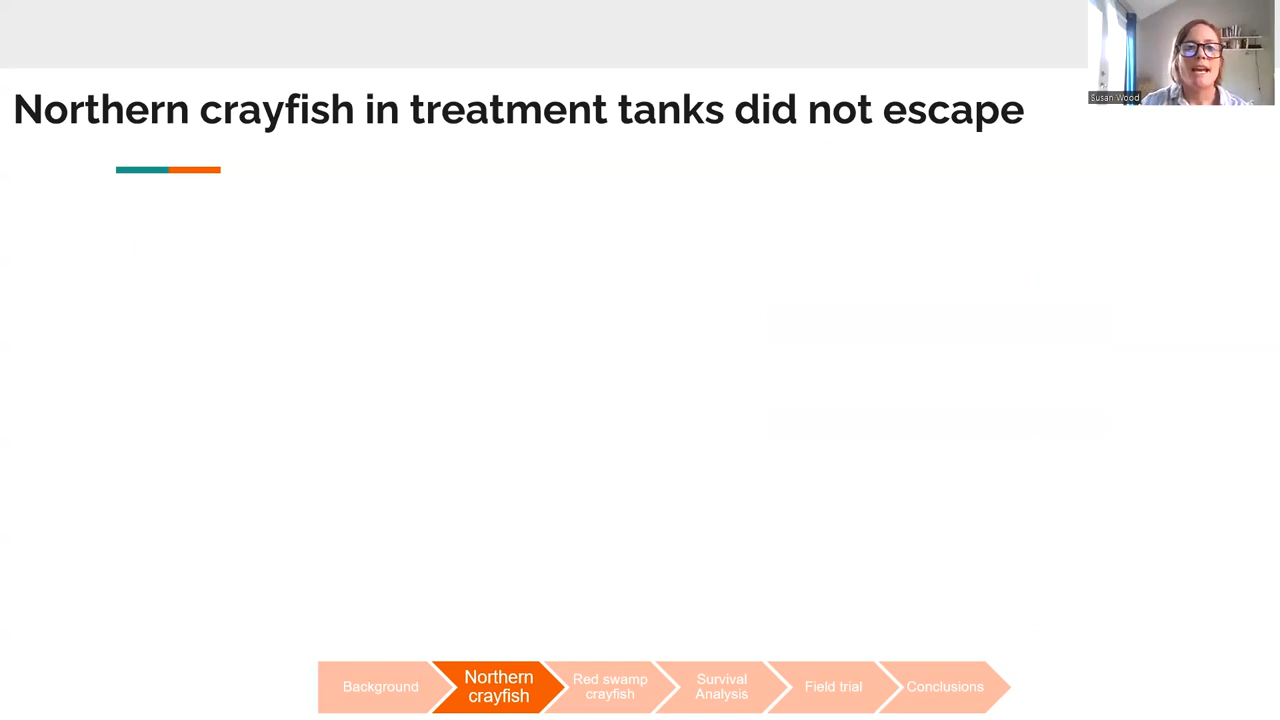 Susan Wood
Northern crayfish in treatment tanks did not escape
Background
Northern
crayfish
Red swamp
crayfish
Survival
Analysis
Field trial
Conclusions